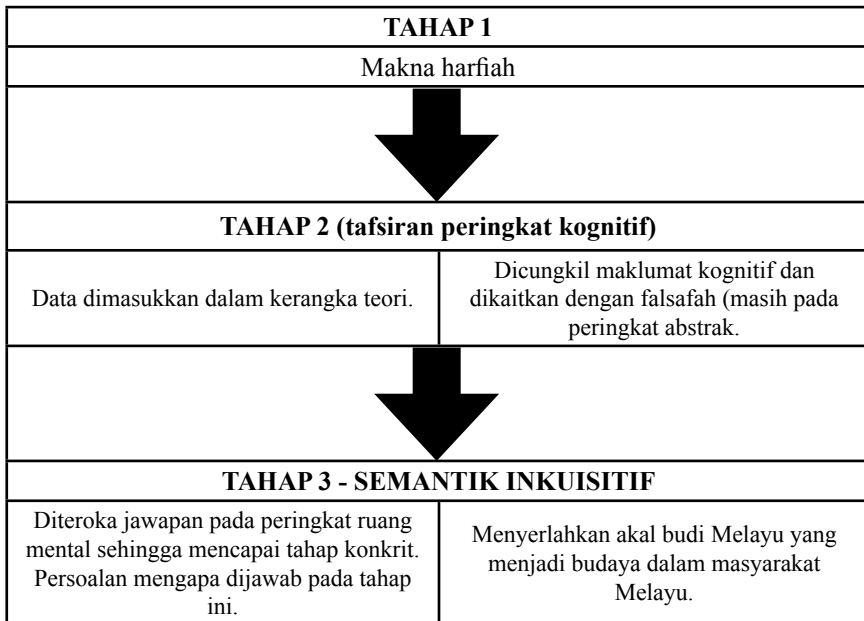 TAHAP 1
Makna harfiah
TAHAP 2 (tafsiran peringkat kognitif)
Data dimasukkan dalam kerangka teori.
Dicungkil maklumat kognitif dan
dikaitkan dengan falsafah (masih pada
peringkat abstrak.
TAHAP 3 - SEMANTIK INKUISITIF
Diteroka jawapan pada peringkat ruang
mental sehingga mencapai tahap konkrit.
Persoalan mengapa dijawab pada tahap
ini.
Menyerlahkan akal budi Melayu yang
menjadi budaya dalam masyarakat
Melayu.